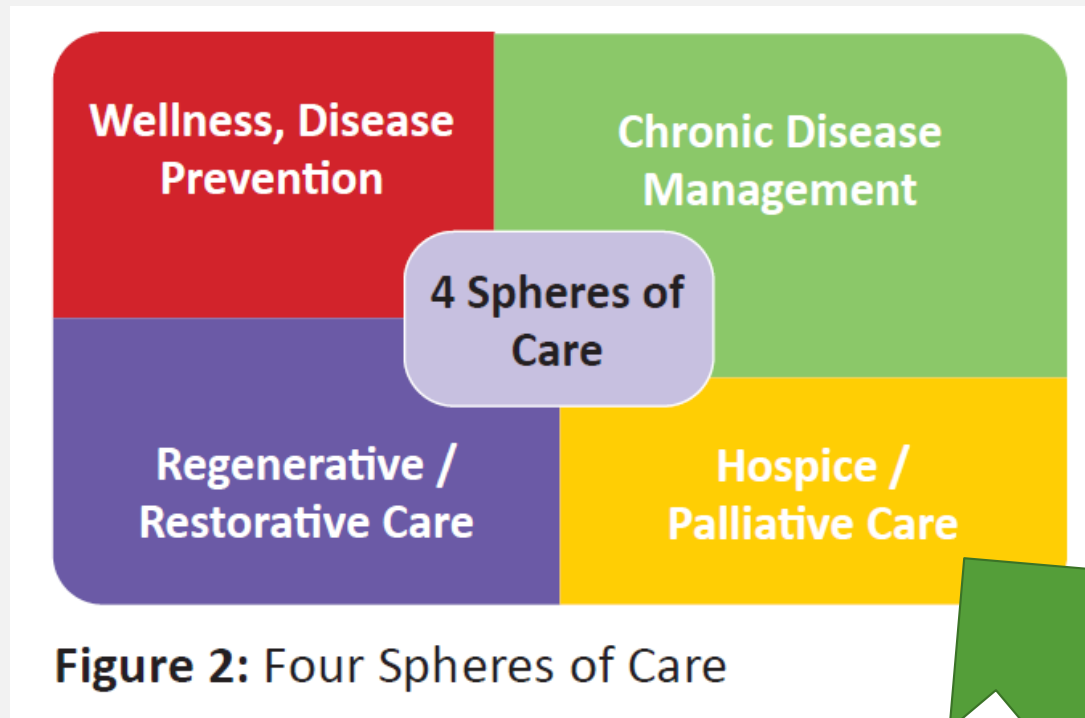 Wellness, Disease
Prevention
Chronic Disease
Management
4 Spheres of
Care
Regenerative /
Restorative Care
Hospice /
Palliative Care
Figure 2: Four Spheres of Care